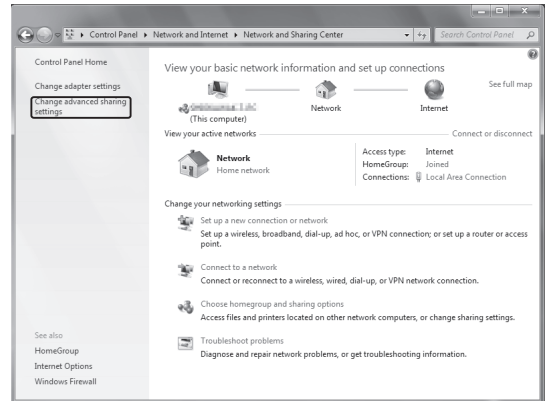 Control Panel ▸ Network and Internet ▸ Network and Sharing Center
Search Control Panel
Control Panel Home
Change adapter settings
Change advanced sharing
settings
See also
HomeGroup
Internet Options
Windows Firewall
View your basic network information and set up connections
See full map
(This computer)
Network
Internet
View your active networks
Connect or disconnect
Network
Home network
Access type: Internet
HomeGroup: Joined
Connections: Local Area Connection
Change your networking settings
Set up a new connection or network
Set up a wireless, broadband, dial-up, ad hoc, or VPN connection; or set up a router or access
point.
Connect to a network
Connect or reconnect to a wireless, wired, dial-up, or VPN network connection.
Choose homegroup and sharing options
Access files and printers located on other network computers, or change sharing settings.
Troubleshoot problems
Diagnose and repair network problems, or get troubleshooting information.